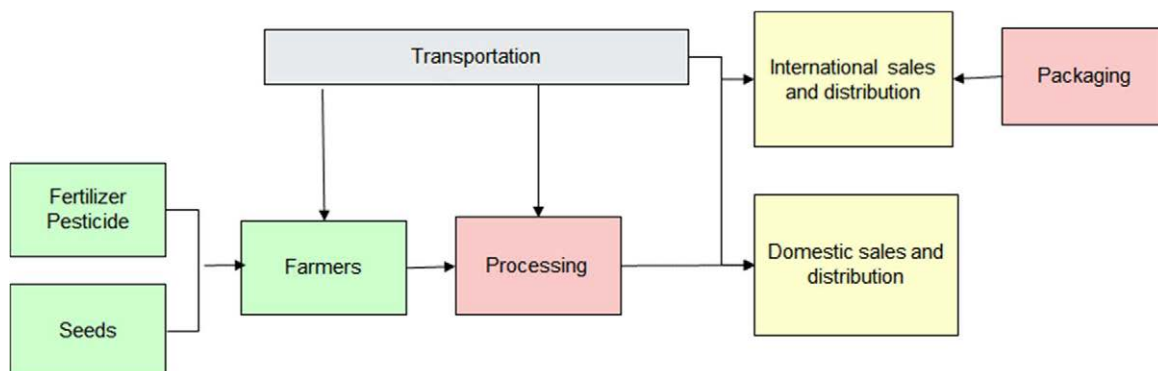 Transportation
International sales
and distribution
Packaging
Fertilizer
Pesticide
Farmers
Processing
Domestic sales and
distribution
Seeds